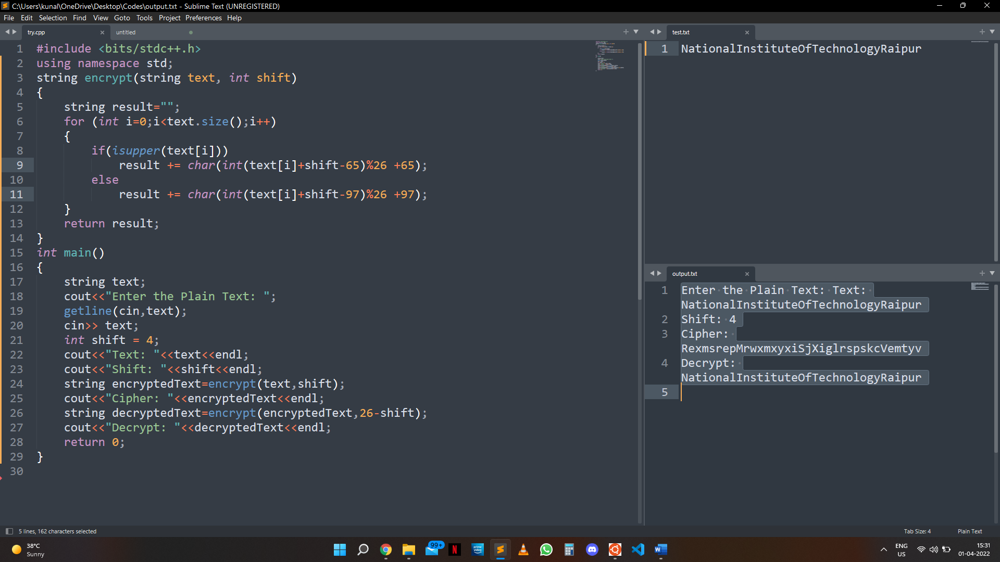 C:\Users\kunal\OneDrive\Desktop\Codes\output.txt - Sublime Text (UNREGISTERED)
File Edit Selection Find View Goto Tools Project Preferences Help
try.cpp untitled
1 #include <bits/stdc++.h>
2 using namespace std;
3 string encrypt(string text, int shift)
4 {
5 string result="";
6 for (int i=0;i<text.size();i++)
7 {
8 if(isupper(text[i]))
9 result += char(int(text[i]+shift-65)%26 +65);
10 else
11 result += char(int(text[i]+shift-97)%26 +97);
12 }
13 return result;
14 }
15 int main()
16 {
17 string text;
18 cout<<"Enter the Plain Text: ";
19 getline(cin,text);
20 cin>> text;
21 int shift = 4;
22 cout<<"Text: "<<text<<endl;
23 cout<<"Shift: "<<shift<<endl;
24 string encryptedText=encrypt(text,shift);
25 cout<<"Cipher: "<<encryptedText<<endl;
26 string decryptedText=encrypt(encryptedText,26-shift);
27 cout<<"Decrypt: "<<decryptedText<<endl;
28 return 0;
29 }
30
test.txt
1 NationalInstituteOfTechnologyRaipur
output.txt
1 Enter the Plain Text: Text:
NationalInstituteOfTechnologyRaipur
2 Shift: 4
3 Cipher:
RexmsrepMrwxmxyxiSjXiglrspskcVemtyv
4 Decrypt:
NationalInstituteOfTechnologyRaipur
5
5 lines, 162 characters selected
Tab Size: 4 Plain Text
38°C
Sunny
99+
N
prime video
W
ENG
US
15:31
01-04-2022